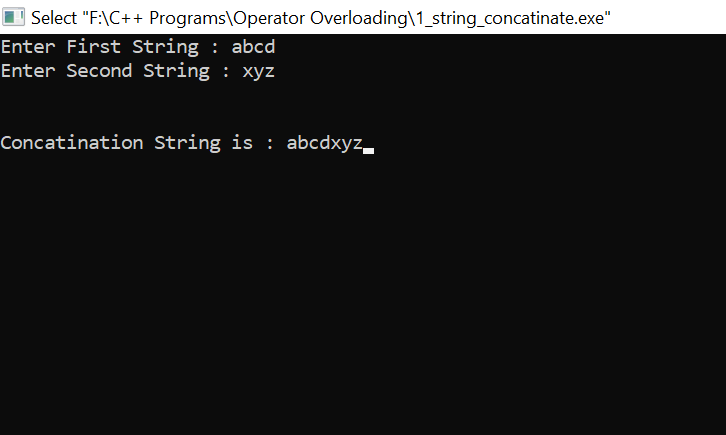 Select "F:\C++ Programs\Operator Overloading\1_string_concatinate.exe"
Enter First String : abcd
Enter Second String : xyz
Concatination String is : abcdxyz